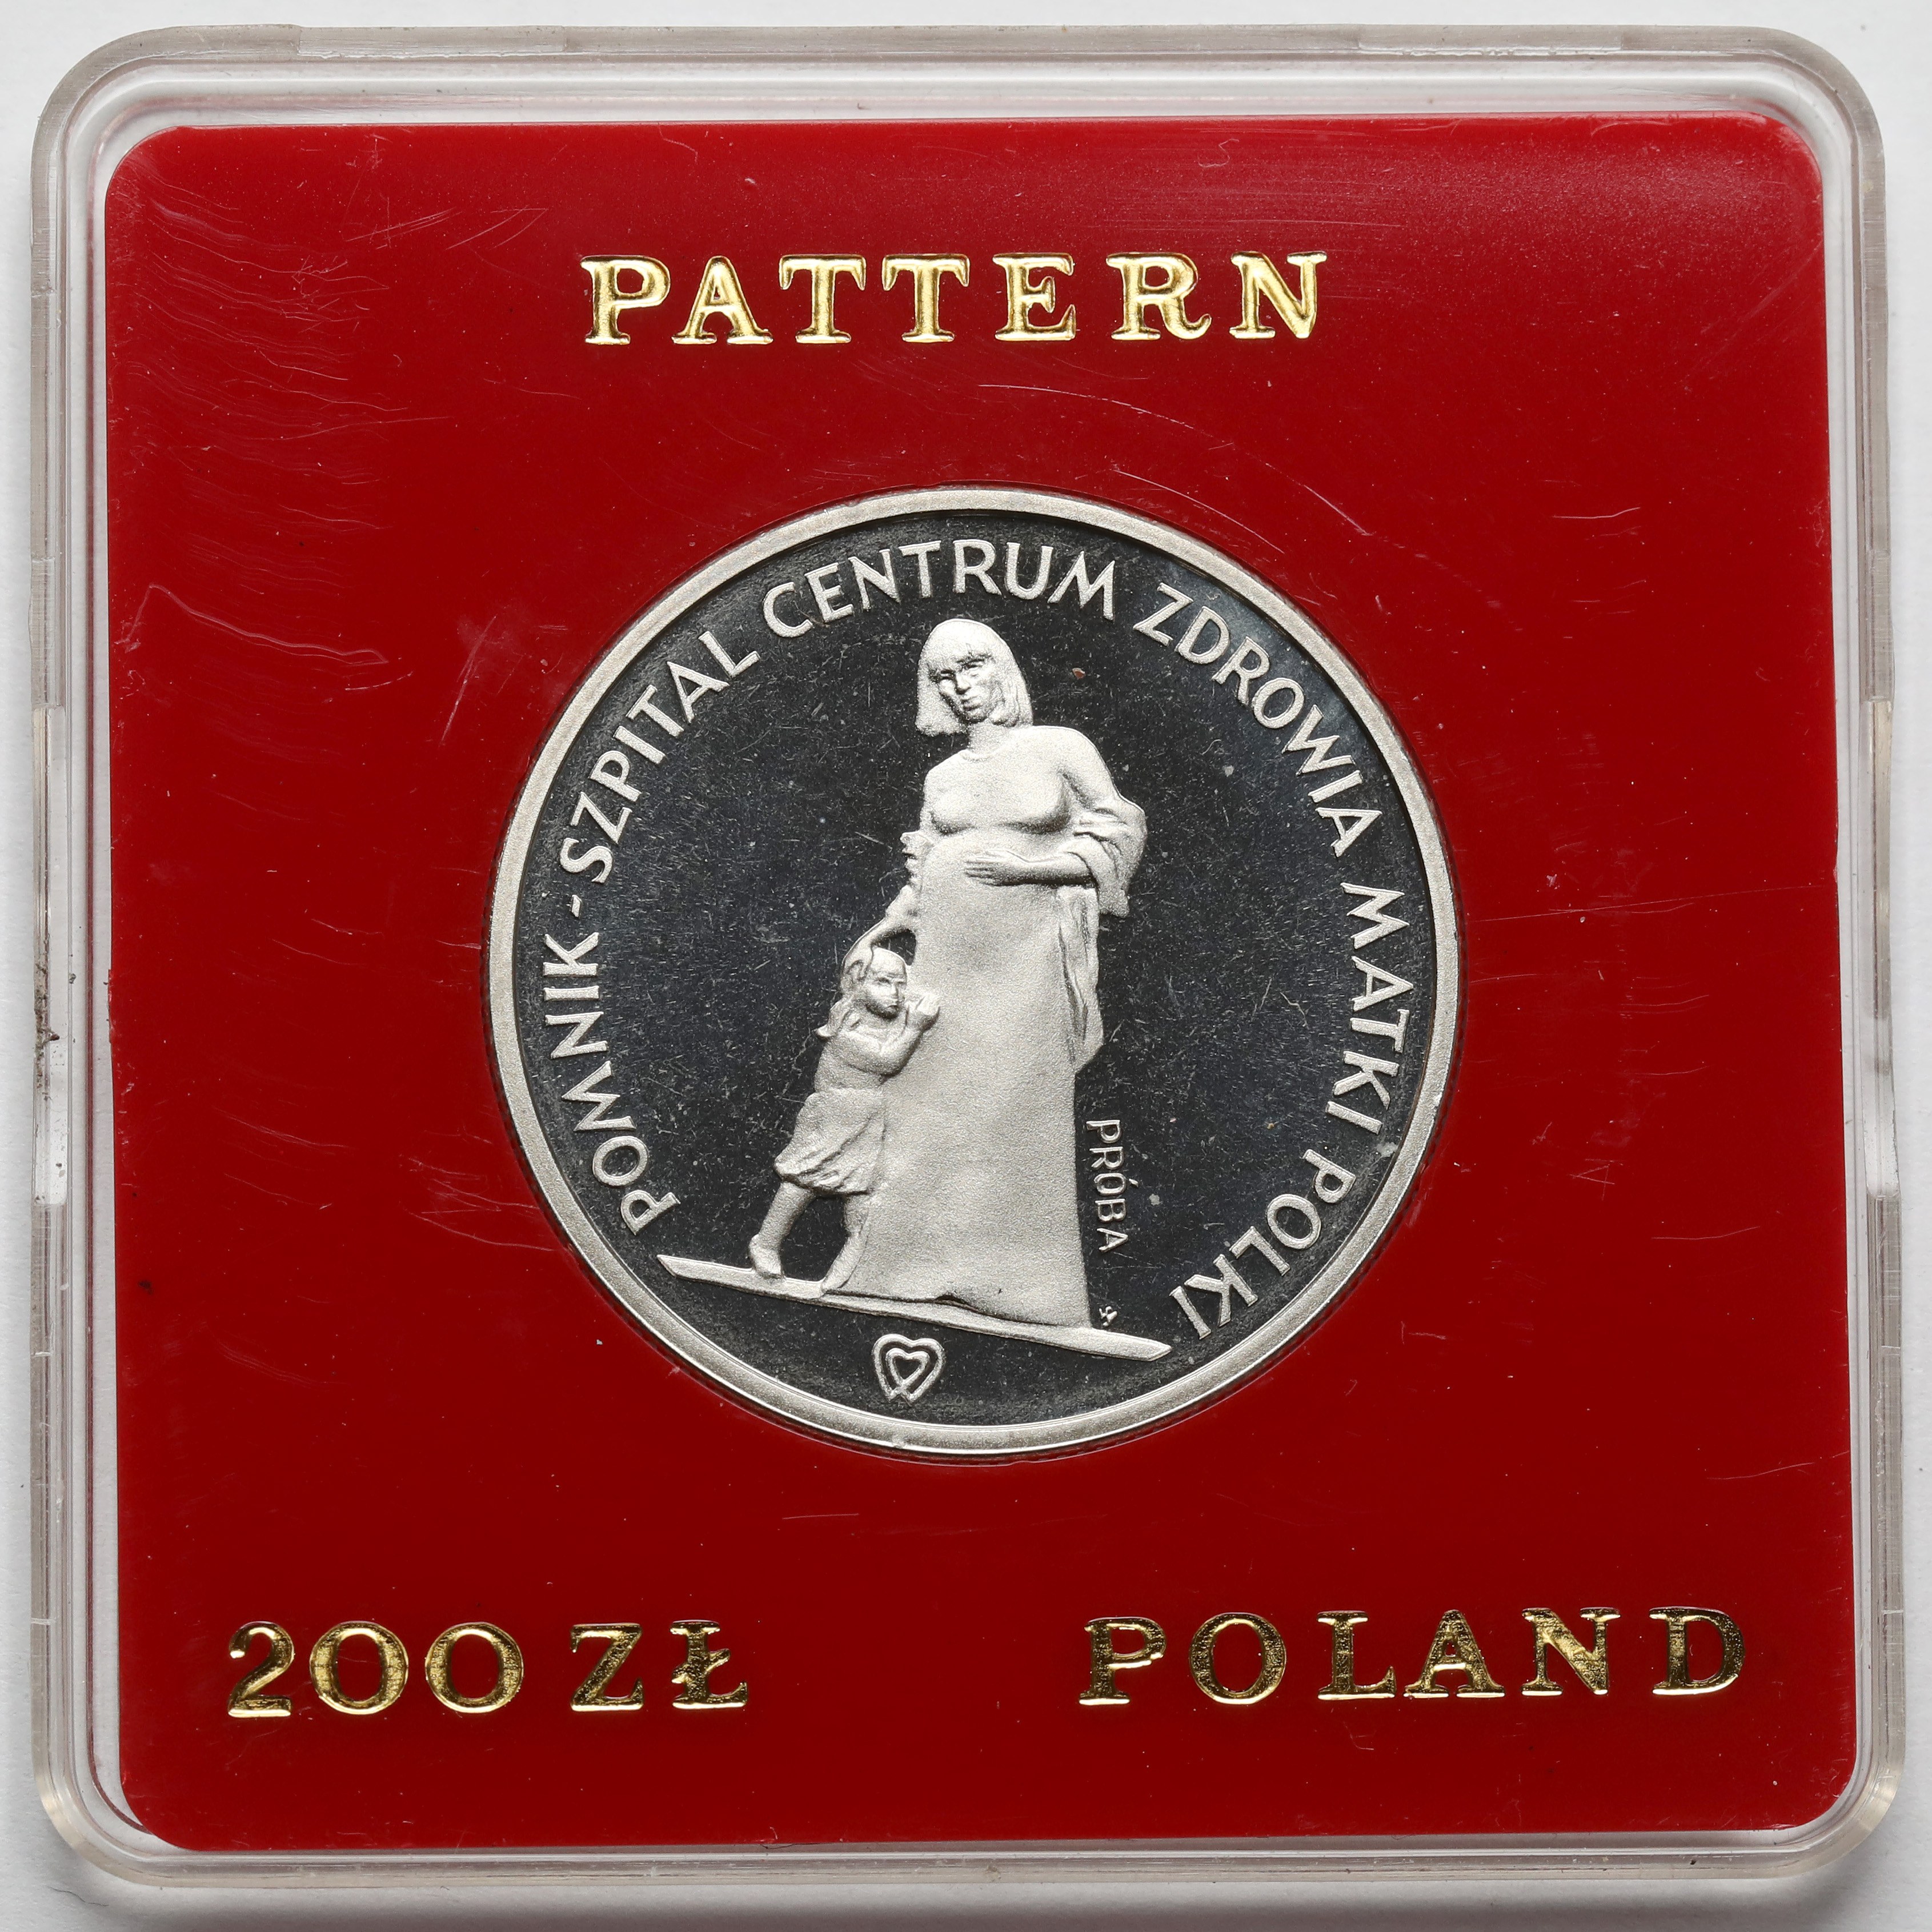 PATTERN
POMNIK-SZPITAL CENTRUM ZDROWIA MATKI POLKI
PRÓBA
200 ZŁ POLAND